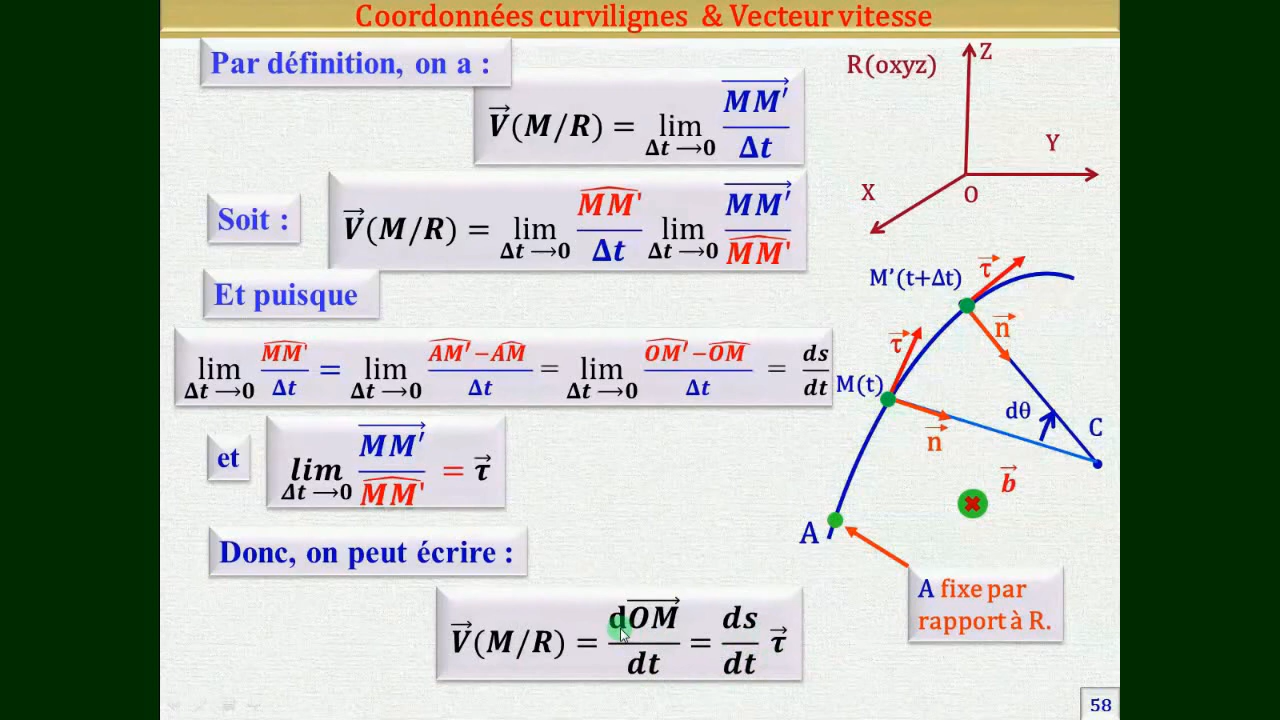 Coordonnées curvilignes & Vecteur vitesse
Par définition, on a :
V⃗(M/R) = lim Δt→0 MM′/Δt
Soit :
V⃗(M/R) = lim Δt→0 MM'/Δt lim Δt→0 MM′/MM'
Et puisque
lim Δt→0 MM'/Δt = lim Δt→0 AM′−AM/Δt = lim Δt→0 OM′−OM/Δt = ds/dt
et
lim Δt→0 MM′/MM' = τ⃗
Donc, on peut écrire :
V⃗(M/R) = dOM/dt = ds/dt τ⃗
R(oxyz)
Z
Y
X
O
M’(t+Δt)
τ⃗
n⃗
τ⃗
M(t)
n⃗
dθ
C
b⃗
A
A fixe par
rapport à R.
58